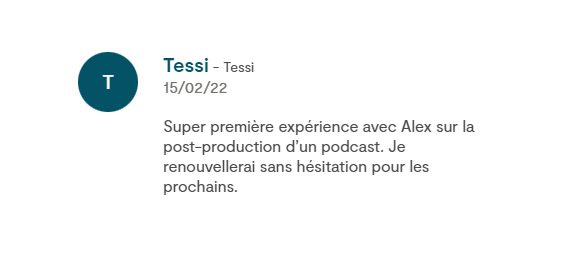 T
Tessi - Tessi
15/02/22
Super première expérience avec Alex sur la
post-production d'un podcast. Je
renouvellerai sans hésitation pour les
prochains.